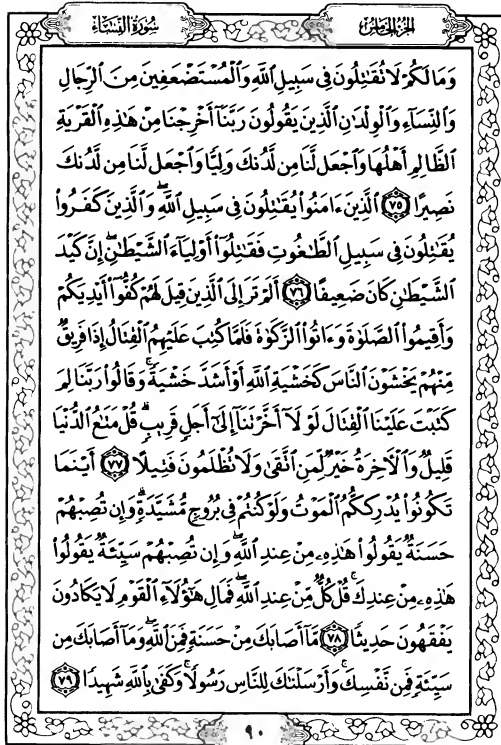 الجزء الخامس
سورة النساء
وَمَا لَكُمْ لَا تُقَٰتِلُونَ فِى سَبِيلِ ٱللَّهِ وَٱلْمُسْتَضْعَفِينَ مِنَ ٱلرِّجَالِ
وَٱلنِّسَآءِ وَٱلْوِلْدَٰنِ ٱلَّذِينَ يَقُولُونَ رَبَّنَآ أَخْرِجْنَا مِنْ هَٰذِهِ ٱلْقَرْيَةِ
ٱلظَّالِمِ أَهْلُهَا وَٱجْعَل لَّنَا مِن لَّدُنكَ وَلِيًّا وَٱجْعَل لَّنَا مِن لَّدُنكَ
نَصِيرًا ٧٥ ٱلَّذِينَ ءَامَنُوا۟ يُقَٰتِلُونَ فِى سَبِيلِ ٱللَّهِ ۖ وَٱلَّذِينَ كَفَرُوا۟
يُقَٰتِلُونَ فِى سَبِيلِ ٱلطَّٰغُوتِ فَقَٰتِلُوٓا۟ أَوْلِيَآءَ ٱلشَّيْطَٰنِ ۖ إِنَّ كَيْدَ
ٱلشَّيْطَٰنِ كَانَ ضَعِيفًا ٧٦ أَلَمْ تَرَ إِلَى ٱلَّذِينَ قِيلَ لَهُمْ كُفُّوٓا۟ أَيْدِيَكُمْ
وَأَقِيمُوا۟ ٱلصَّلَوٰةَ وَءَاتُوا۟ ٱلزَّكَوٰةَ فَلَمَّا كُتِبَ عَلَيْهِمُ ٱلْقِتَالُ إِذَا فَرِيقٌ
مِّنْهُمْ يَخْشَوْنَ ٱلنَّاسَ كَخَشْيَةِ ٱللَّهِ أَوْ أَشَدَّ خَشْيَةً ۚ وَقَالُوا۟ رَبَّنَا لِمَ
كَتَبْتَ عَلَيْنَا ٱلْقِتَالَ لَوْلَآ أَخَّرْتَنَآ إِلَىٰٓ أَجَلٍ قَرِيبٍ ۗ قُلْ مَتَٰعُ ٱلدُّنْيَا
قَلِيلٌ وَٱلْـَٔاخِرَةُ خَيْرٌ لِّمَنِ ٱتَّقَىٰ وَلَا تُظْلَمُونَ فَتِيلًا ٧٧ أَيْنَمَا
تَكُونُوا۟ يُدْرِككُّمُ ٱلْمَوْتُ وَلَوْ كُنتُمْ فِى بُرُوجٍ مُّشَيَّدَةٍ ۗ وَإِن تُصِبْهُمْ
حَسَنَةٌ يَقُولُوا۟ هَٰذِهِۦ مِنْ عِندِ ٱللَّهِ ۖ وَإِن تُصِبْهُمْ سَيِّئَةٌ يَقُولُوا۟
هَٰذِهِۦ مِنْ عِندِكَ ۚ قُلْ كُلٌّ مِّنْ عِندِ ٱللَّهِ ۖ فَمَالِ هَٰٓؤُلَآءِ ٱلْقَوْمِ لَا يَكَادُونَ
يَفْقَهُونَ حَدِيثًا ٧٨ مَّآ أَصَابَكَ مِنْ حَسَنَةٍ فَمِنَ ٱللَّهِ ۖ وَمَآ أَصَابَكَ مِن
سَيِّئَةٍ فَمِن نَّفْسِكَ ۚ وَأَرْسَلْنَٰكَ لِلنَّاسِ رَسُولًا ۚ وَكَفَىٰ بِٱللَّهِ شَهِيدًا ٧٩
٩٠